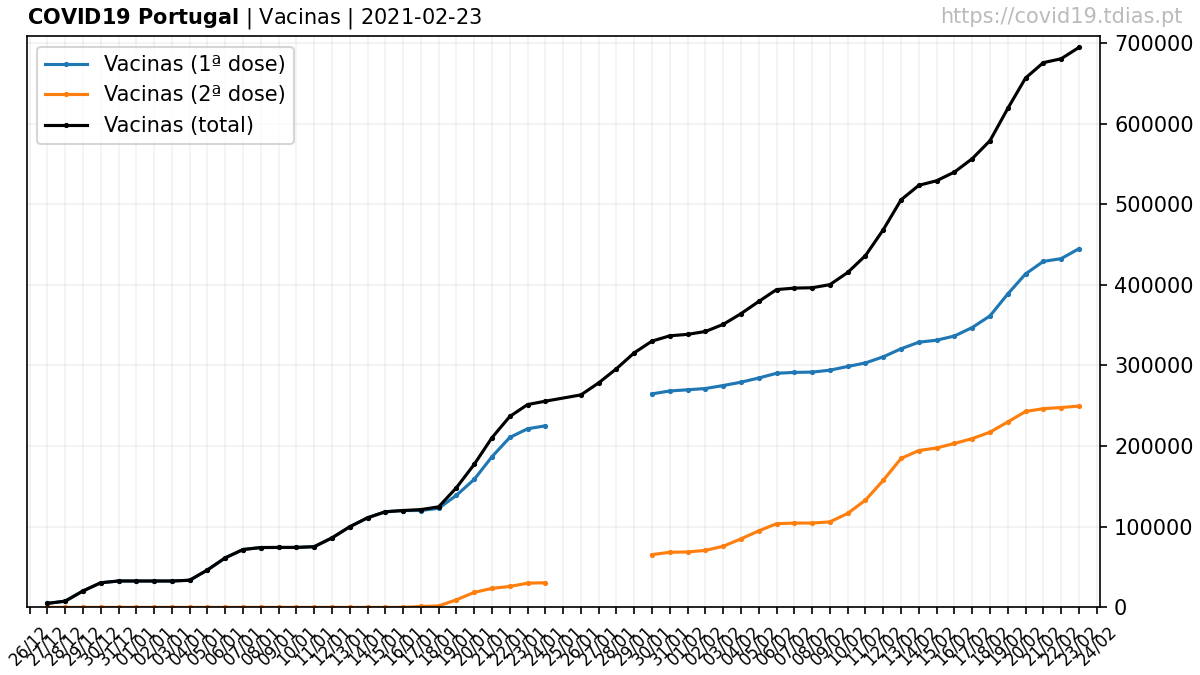 COVID19 Portugal | Vacinas | 2021-02-23
https://covid19.tdias.pt
Vacinas (1ª dose)
Vacinas (2ª dose)
Vacinas (total)
700000
600000
500000
400000
300000
200000
100000
0
26/12 27/12 28/12 29/12 30/12 31/12 01/01 02/01 04/01 05/01 06/01 07/01 08/01 09/01 10/01 11/01 12/01 13/01 14/01 15/01 16/01 18/01 19/01 20/01 21/01 22/01 23/01 24/01 25/01 26/01 27/01 28/01 29/01 31/01 01/02 02/02 03/02 04/02 05/02 06/02 07/02 08/02 09/02 10/02 11/02 12/02 13/02 14/02 15/02 16/02 17/02 18/02 19/02 20/02 21/02 22/02 23/02 24/02